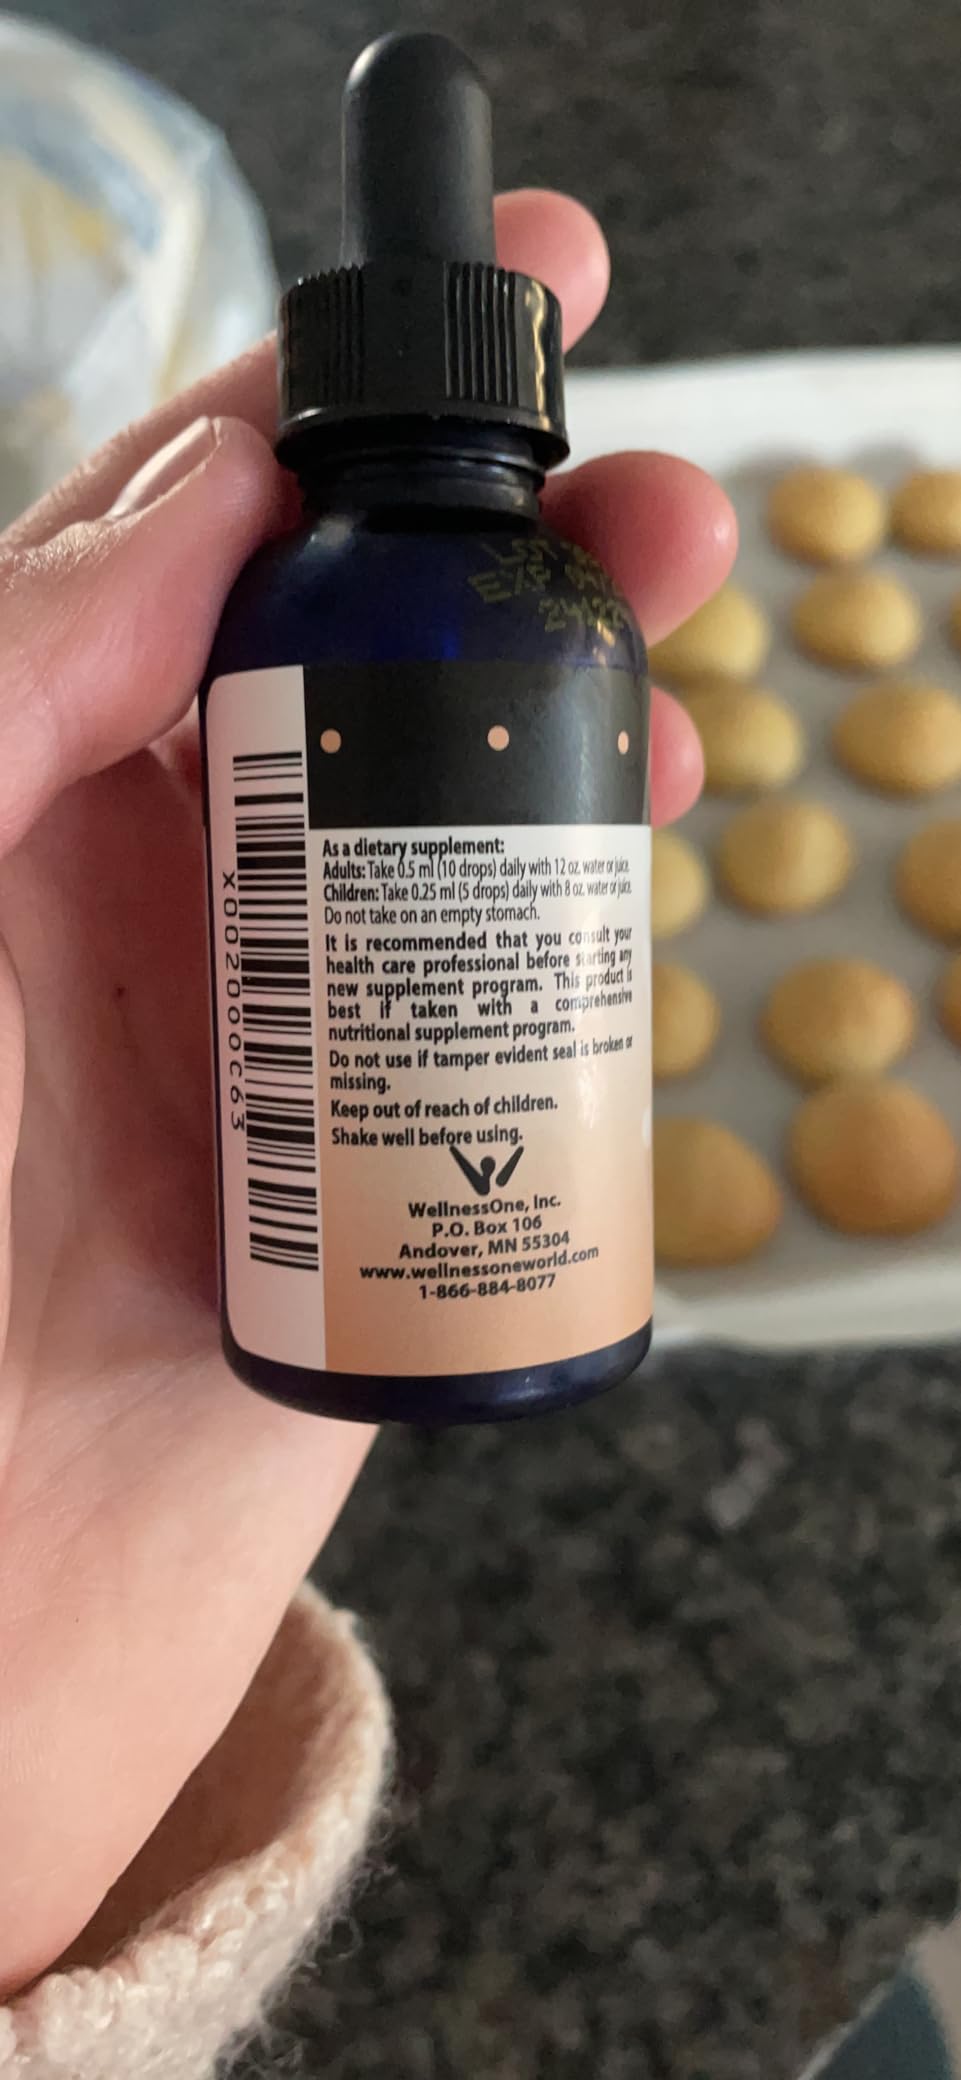 Lot
EXP
As a dietary supplement:
Adults: Take 0.5 ml (10 drops) daily with 12 oz. water or juice.
Children: Take 0.25 ml (5 drops) daily with 8 oz. water or juice.
Do not take on an empty stomach.
It is recommended that you consult your
health care professional before starting any
new supplement program. This product is
best if taken with a comprehensive
nutritional supplement program.
Do not use if tamper evident seal is broken or
missing.
Keep out of reach of children.
Shake well before using.
WellnessOne, Inc.
P.O. Box 106
Andover, MN 55304
www.wellnessoneworld.com
1-866-884-8077
X00200OC63